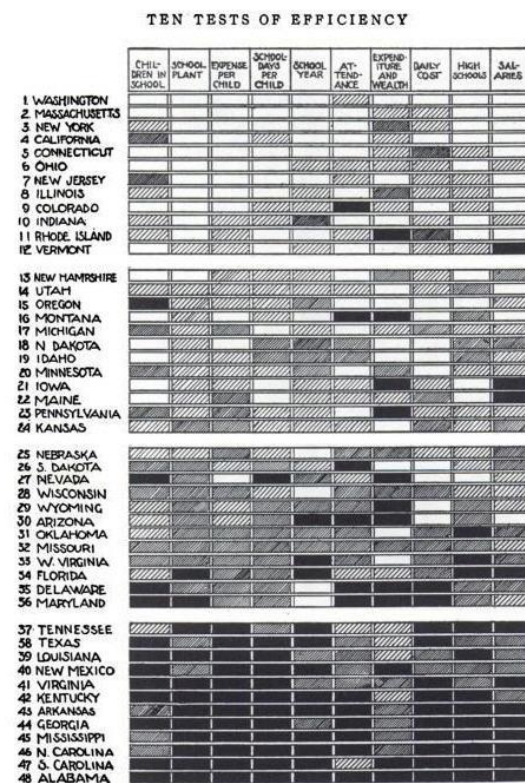 TEN TESTS OF EFFICIENCY
CHIL-
DREN IN
SCHOOL
SCHOOL
PLANT
EXPENSE
PER
CHILD
SCHOOL-
DAYS
PER
CHILD
SCHOOL
YEAR
AT-
TEND-
ANCE
EXPEND-
ITURE
AND
WEALTH
DAILY
COST
HIGH
SCHOOLS
SAL-
ARIES
1. WASHINGTON
2. MASSACHUSETTS
3 NEW YORK
4 CALIFORNIA
5 CONNECTICUT
6 OHIO
7 NEW JERSEY
8 ILLINOIS
9 COLORADO
10 INDIANA
11 RHODE ISLAND
12 VERMONT
13 NEW HAMPSHIRE
14 UTAH
15 OREGON
16 MONTANA
17 MICHIGAN
18 N DAKOTA
19 IDAHO
20 MINNESOTA
21 IOWA
22 MAINE
23 PENNSYLVANIA
24 KANSAS
25 NEBRASKA
26 S. DAKOTA
27 NEVADA
28 WISCONSIN
29 WYOMING
30 ARIZONA
31 OKLAHOMA
32 MISSOURI
33 W. VIRGINIA
34 FLORIDA
35 DELAWARE
36 MARYLAND
37 TENNESSEE
38 TEXAS
39 LOUISIANA
40 NEW MEXICO
41 VIRGINIA
42 KENTUCKY
43 ARKANSAS
44 GEORGIA
45 MISSISSIPPI
46 N. CAROLINA
47 S. CAROLINA
48 ALABAMA